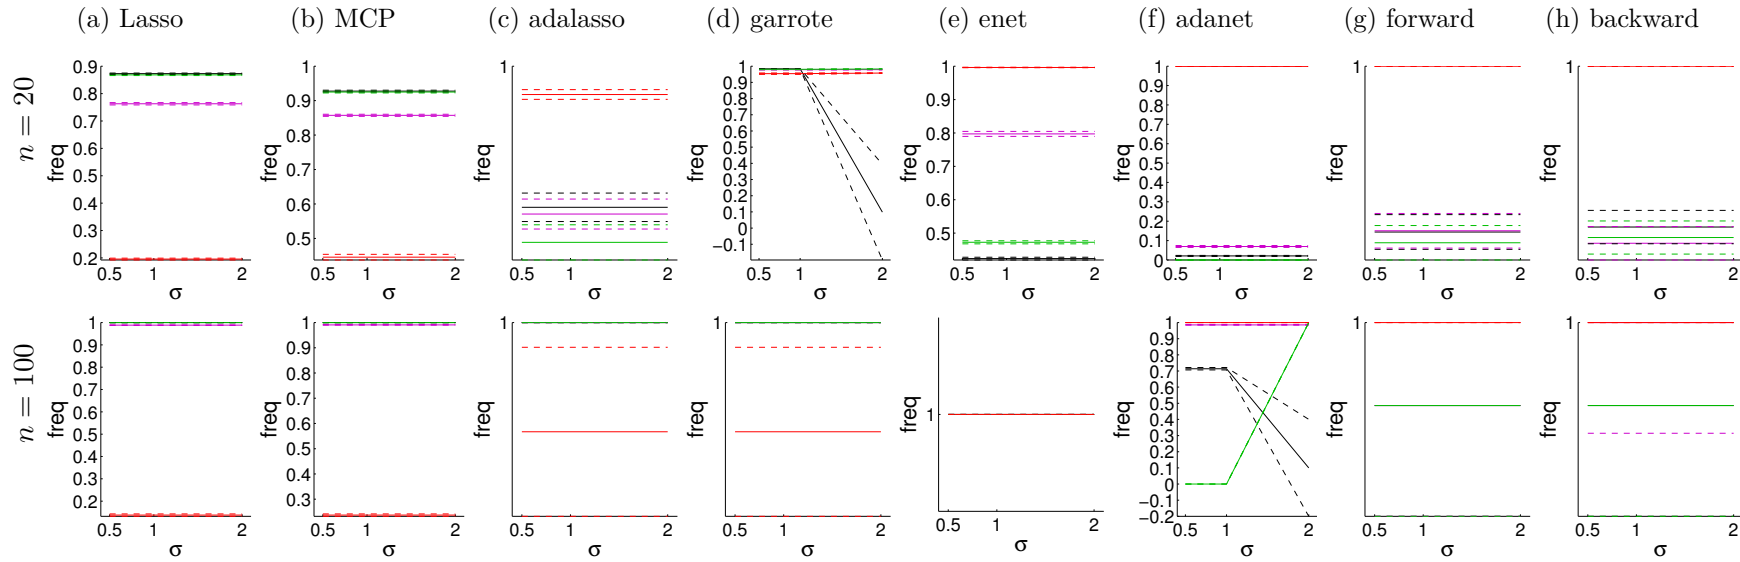 (a) Lasso (b) MCP (c) adalasso (d) garrote (e) enet (f) adanet (g) forward (h) backward
n = 20
freq
0.9
0.8
0.7
0.6
0.5
0.4
0.3
0.2
0.5 1 2
σ
freq
0.9
0.8
0.7
0.6
0.5
0.5 1 2
σ
freq
1
0.5 1 2
σ
freq
1
0.9
0.8
0.7
0.6
0.5
0.4
0.3
0.2
0.1
0
−0.1
0.5 1 2
σ
freq
1
0.9
0.8
0.7
0.6
0.5
0.5 1 2
σ
freq
1
0.9
0.8
0.7
0.6
0.5
0.4
0.3
0.2
0.1
0
0.5 1 2
σ
freq
1
0.5 1 2
σ
freq
1
0.5 1 2
σ
n = 100
freq
1
0.9
0.8
0.7
0.6
0.5
0.4
0.3
0.2
0.5 1 2
σ
freq
1
0.9
0.8
0.7
0.6
0.5
0.4
0.3
0.5 1 2
σ
freq
1
0.5 1 2
σ
freq
1
0.5 1 2
σ
freq
1
0.5 1 2
σ
freq
1
0.9
0.8
0.7
0.6
0.5
0.4
0.3
0.2
0.1
0
−0.1
−0.2
0.5 1 2
σ
freq
1
0.5 1 2
σ
freq
1
0.5 1 2
σ